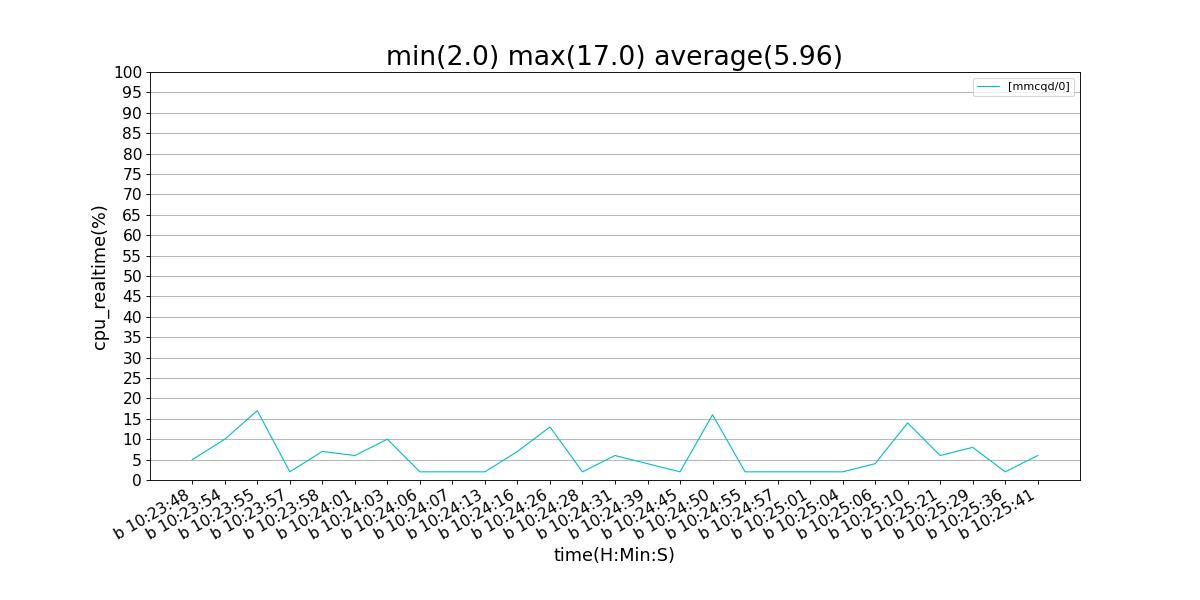 min(2.0) max(17.0) average(5.96)
[mmcqd/0]
100
95
90
85
80
75
70
65
60
55
50
45
40
35
30
25
20
15
10
5
0
cpu_realtime(%)
b 10:23:48
b 10:23:54
b 10:23:55
b 10:23:57
b 10:23:58
b 10:24:01
b 10:24:03
b 10:24:06
b 10:24:07
b 10:24:13
b 10:24:16
b 10:24:26
b 10:24:28
b 10:24:31
b 10:24:39
b 10:24:45
b 10:24:50
b 10:24:55
b 10:24:57
b 10:25:01
b 10:25:04
b 10:25:06
b 10:25:10
b 10:25:21
b 10:25:29
b 10:25:36
b 10:25:41
time(H:Min:S)